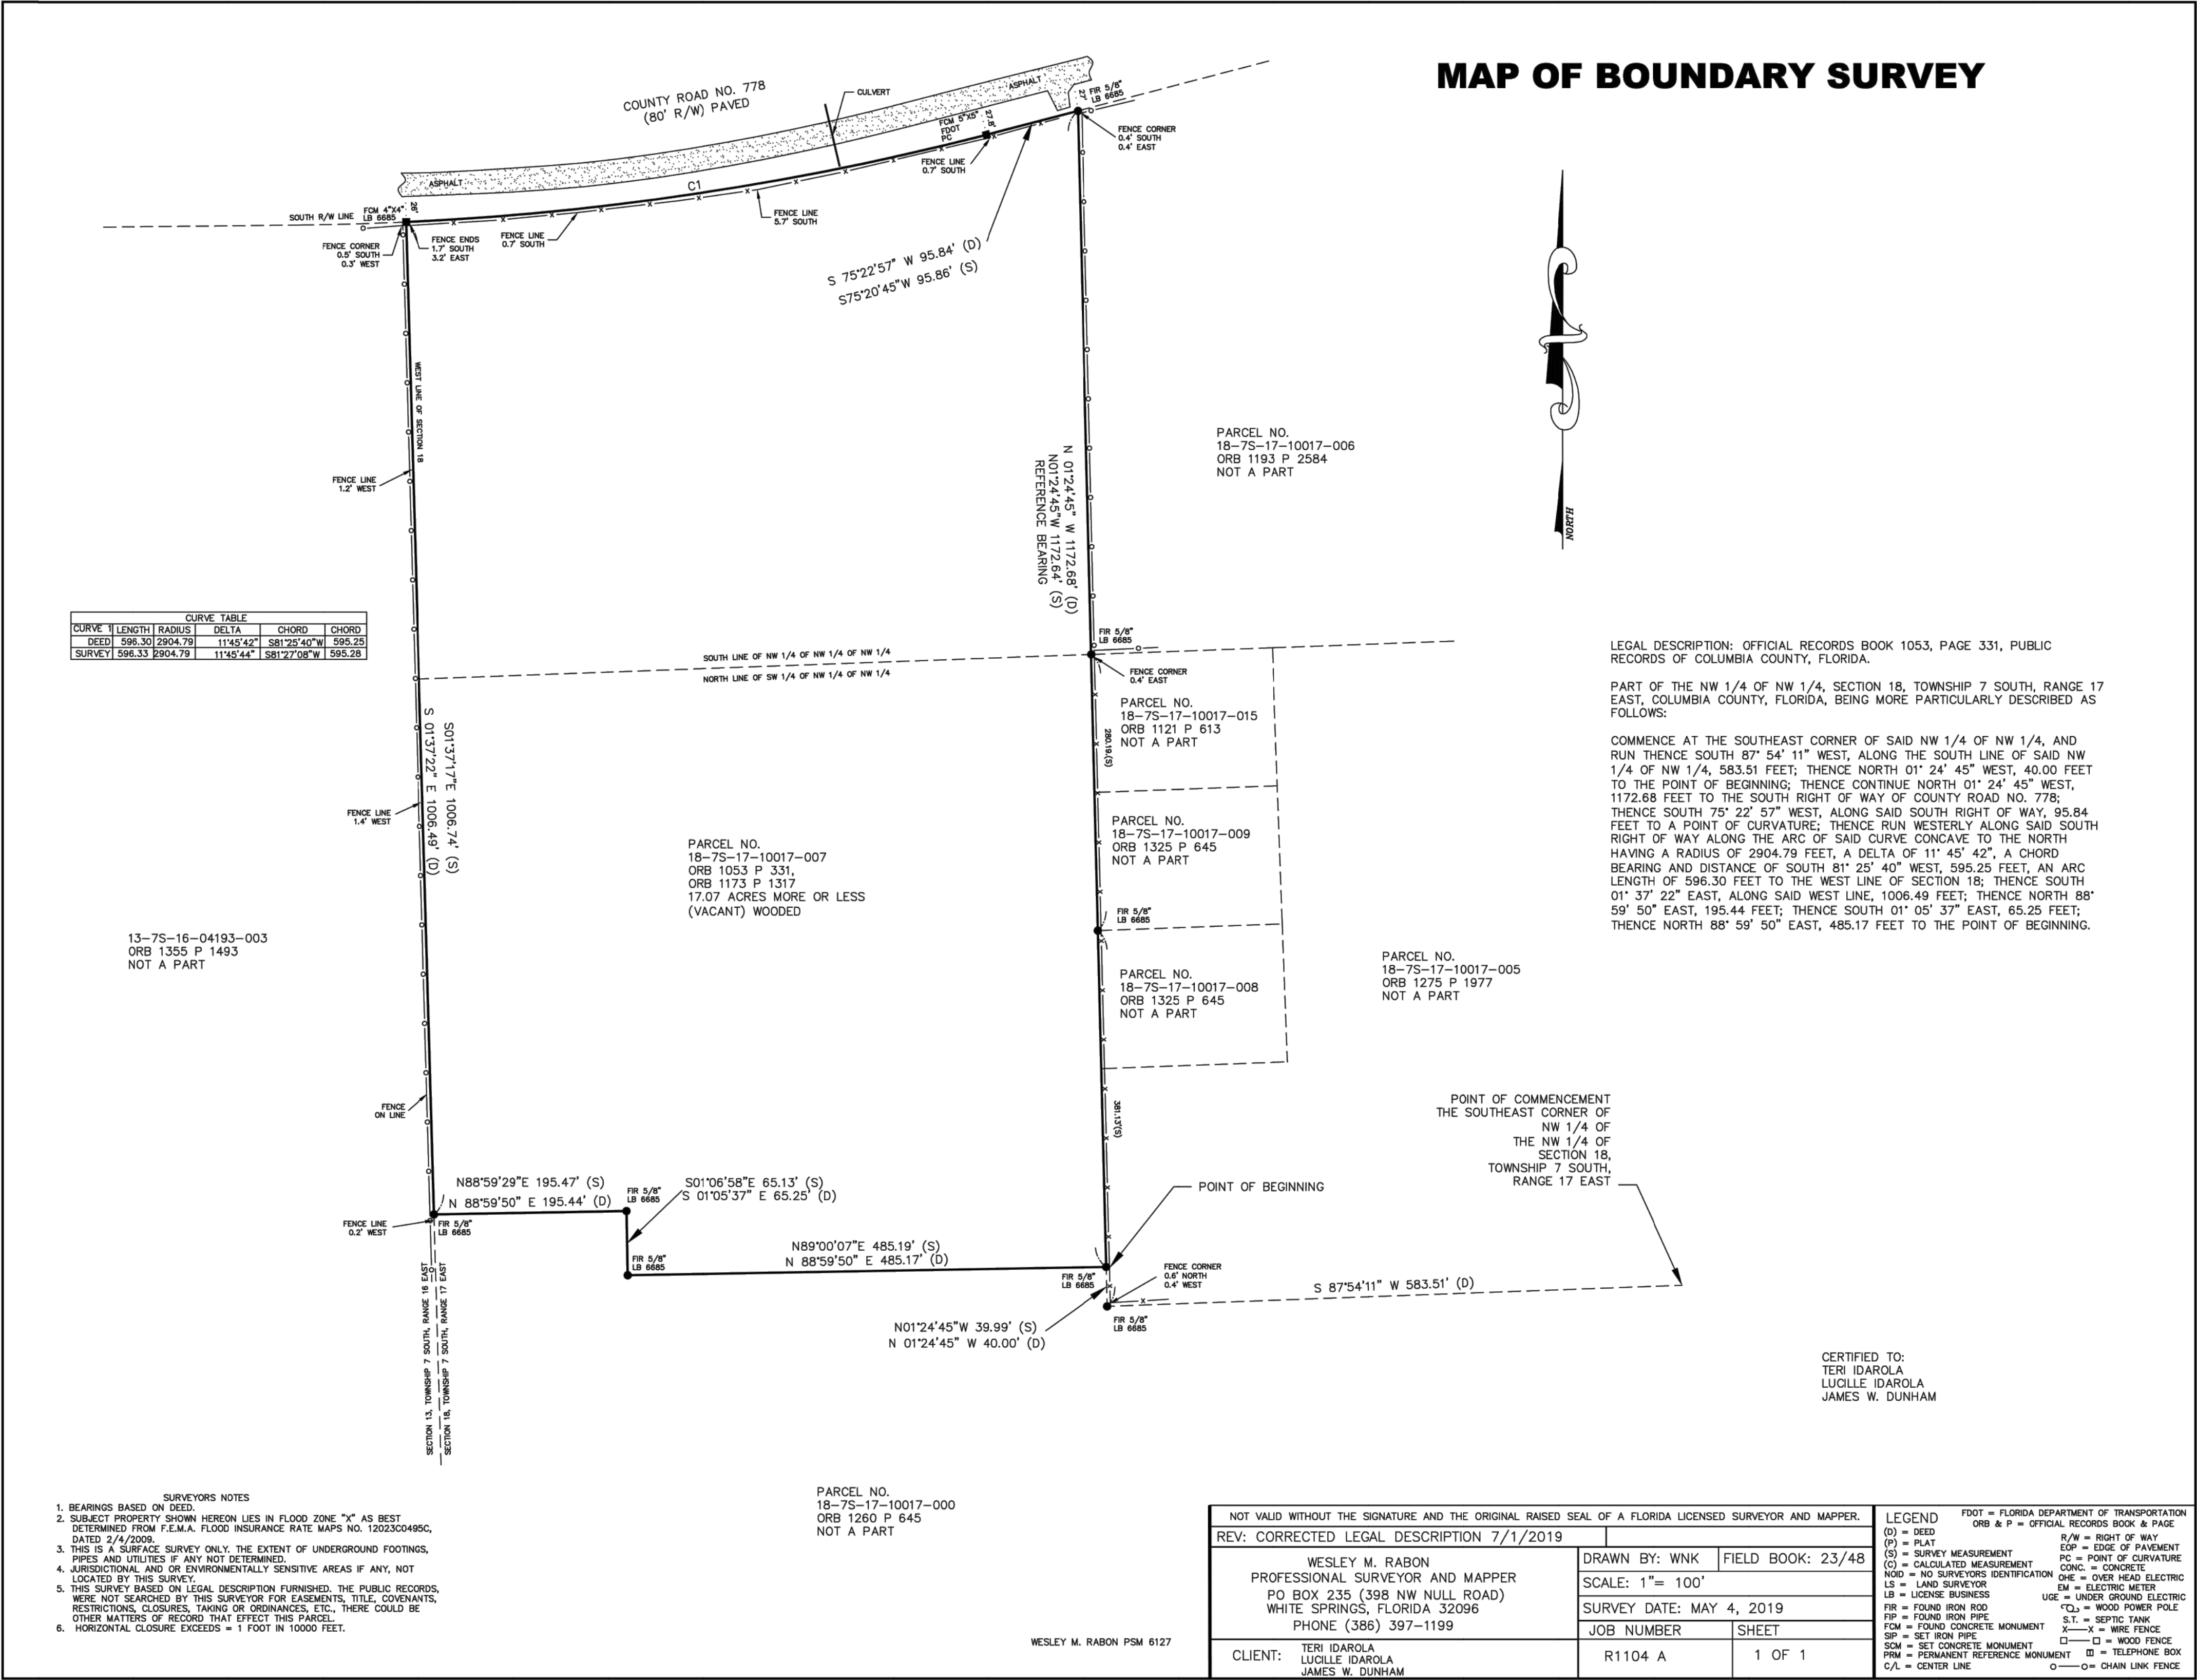 MAP OF BOUNDARY SURVEY
COUNTY ROAD NO. 778
(80' R/W) PAVED
CULVERT
ASPHALT
FIR 5/8"
LB 6685
27'
FCM 5"X5"
FDOT
PC
27.8'
FENCE CORNER
0.4' SOUTH
0.4' EAST
FENCE LINE
0.7' SOUTH
ASPHALT
C1
SOUTH R/W LINE
FCM 4"X4"
LB 6685
26'
FENCE CORNER
0.5' SOUTH
0.3' WEST
FENCE ENDS
1.7' SOUTH
3.2' EAST
FENCE LINE
0.7' SOUTH
FENCE LINE
5.7' SOUTH
S 75°22'57" W 95.84' (D)
S75°20'45"W 95.86' (S)
WEST LINE OF SECTION 18
FENCE LINE
1.2' WEST
N 01°24'45" W 1172.68' (D)
N01°24'45"W 1172.64' (S)
REFERENCE BEARING
PARCEL NO.
18-7S-17-10017-006
ORB 1193 P 2584
NOT A PART
NORTH
CURVE TABLE
CURVE 1 LENGTH RADIUS DELTA CHORD CHORD
DEED 596.30 2904.79 11°45'42" S81°25'40"W 595.25
SURVEY 596.33 2904.79 11°45'44" S81°27'08"W 595.28
SOUTH LINE OF NW 1/4 OF NW 1/4 OF NW 1/4
NORTH LINE OF SW 1/4 OF NW 1/4 OF NW 1/4
FIR 5/8"
LB 6685
FENCE CORNER
0.4' EAST
PARCEL NO.
18-7S-17-10017-015
ORB 1121 P 613
NOT A PART
280.19.(S)
S01°37'17"E 1006.74' (S)
S 01°37'22" E 1006.49' (D)
FENCE LINE
1.4' WEST
PARCEL NO.
18-7S-17-10017-007
ORB 1053 P 331,
ORB 1173 P 1317
17.07 ACRES MORE OR LESS
(VACANT) WOODED
PARCEL NO.
18-7S-17-10017-009
ORB 1325 P 645
NOT A PART
FIR 5/8"
LB 6685
PARCEL NO.
18-7S-17-10017-008
ORB 1325 P 645
NOT A PART
13-7S-16-04193-003
ORB 1355 P 1493
NOT A PART
PARCEL NO.
18-7S-17-10017-005
ORB 1275 P 1977
NOT A PART
LEGAL DESCRIPTION: OFFICIAL RECORDS BOOK 1053, PAGE 331, PUBLIC
RECORDS OF COLUMBIA COUNTY, FLORIDA.
PART OF THE NW 1/4 OF NW 1/4, SECTION 18, TOWNSHIP 7 SOUTH, RANGE 17
EAST, COLUMBIA COUNTY, FLORIDA, BEING MORE PARTICULARLY DESCRIBED AS
FOLLOWS:
COMMENCE AT THE SOUTHEAST CORNER OF SAID NW 1/4 OF NW 1/4, AND
RUN THENCE SOUTH 87° 54' 11" WEST, ALONG THE SOUTH LINE OF SAID NW
1/4 OF NW 1/4, 583.51 FEET; THENCE NORTH 01° 24' 45" WEST, 40.00 FEET
TO THE POINT OF BEGINNING; THENCE CONTINUE NORTH 01° 24' 45" WEST,
1172.68 FEET TO THE SOUTH RIGHT OF WAY OF COUNTY ROAD NO. 778;
THENCE SOUTH 75° 22' 57" WEST, ALONG SAID SOUTH RIGHT OF WAY, 95.84
FEET TO A POINT OF CURVATURE; THENCE RUN WESTERLY ALONG SAID SOUTH
RIGHT OF WAY ALONG THE ARC OF SAID CURVE CONCAVE TO THE NORTH
HAVING A RADIUS OF 2904.79 FEET, A DELTA OF 11° 45' 42", A CHORD
BEARING AND DISTANCE OF SOUTH 81° 25' 40" WEST, 595.25 FEET, AN ARC
LENGTH OF 596.30 FEET TO THE WEST LINE OF SECTION 18; THENCE SOUTH
01° 37' 22" EAST, ALONG SAID WEST LINE, 1006.49 FEET; THENCE NORTH 88°
59' 50" EAST, 195.44 FEET; THENCE SOUTH 01° 05' 37" EAST, 65.25 FEET;
THENCE NORTH 88° 59' 50" EAST, 485.17 FEET TO THE POINT OF BEGINNING.
FENCE
ON LINE
381.13'(S)
POINT OF COMMENCEMENT
THE SOUTHEAST CORNER OF
NW 1/4 OF
THE NW 1/4 OF
SECTION 18,
TOWNSHIP 7 SOUTH,
RANGE 17 EAST
N88°59'29"E 195.47' (S)
N 88°59'50" E 195.44' (D)
FIR 5/8"
LB 6685
S01°06'58"E 65.13' (S)
S 01°05'37" E 65.25' (D)
POINT OF BEGINNING
FENCE LINE
0.2' WEST
FIR 5/8"
LB 6685
FIR 5/8"
LB 6685
N89°00'07"E 485.19' (S)
N 88°59'50" E 485.17' (D)
FIR 5/8"
LB 6685
FENCE CORNER
0.6' NORTH
0.4' WEST
S 87°54'11" W 583.51' (D)
FIR 5/8"
LB 6685
N01°24'45"W 39.99' (S)
N 01°24'45" W 40.00' (D)
SECTION 13, TOWNSHIP 7 SOUTH, RANGE 16 EAST
SECTION 18, TOWNSHIP 7 SOUTH, RANGE 17 EAST
CERTIFIED TO:
TERI IDAROLA
LUCILLE IDAROLA
JAMES W. DUNHAM
PARCEL NO.
18-7S-17-10017-000
ORB 1260 P 645
NOT A PART
SURVEYORS NOTES
1. BEARINGS BASED ON DEED.
2. SUBJECT PROPERTY SHOWN HEREON LIES IN FLOOD ZONE "X" AS BEST
DETERMINED FROM F.E.M.A. FLOOD INSURANCE RATE MAPS NO. 12023C0495C,
DATED 2/4/2009.
3. THIS IS A SURFACE SURVEY ONLY. THE EXTENT OF UNDERGROUND FOOTINGS,
PIPES AND UTILITIES IF ANY NOT DETERMINED.
4. JURISDICTIONAL AND OR ENVIRONMENTALLY SENSITIVE AREAS IF ANY, NOT
LOCATED BY THIS SURVEY.
5. THIS SURVEY BASED ON LEGAL DESCRIPTION FURNISHED. THE PUBLIC RECORDS,
WERE NOT SEARCHED BY THIS SURVEYOR FOR EASEMENTS, TITLE, COVENANTS,
RESTRICTIONS, CLOSURES, TAKING OR ORDINANCES, ETC., THERE COULD BE
OTHER MATTERS OF RECORD THAT EFFECT THIS PARCEL.
6. HORIZONTAL CLOSURE EXCEEDS = 1 FOOT IN 10000 FEET.
WESLEY M. RABON PSM 6127
NOT VALID WITHOUT THE SIGNATURE AND THE ORIGINAL RAISED SEAL OF A FLORIDA LICENSED SURVEYOR AND MAPPER.
REV: CORRECTED LEGAL DESCRIPTION 7/1/2019
WESLEY M. RABON
PROFESSIONAL SURVEYOR AND MAPPER
PO BOX 235 (398 NW NULL ROAD)
WHITE SPRINGS, FLORIDA 32096
PHONE (386) 397-1199
CLIENT: TERI IDAROLA
LUCILLE IDAROLA
JAMES W. DUNHAM
DRAWN BY: WNK FIELD BOOK: 23/48
SCALE: 1"= 100'
SURVEY DATE: MAY 4, 2019
JOB NUMBER SHEET
R1104 A 1 OF 1
LEGEND
(D) = DEED
(P) = PLAT
(S) = SURVEY MEASUREMENT
(C) = CALCULATED MEASUREMENT
NOID = NO SURVEYORS IDENTIFICATION
LS = LAND SURVEYOR
LB = LICENSE BUSINESS
FIR = FOUND IRON ROD
FIP = FOUND IRON PIPE
FCM = FOUND CONCRETE MONUMENT
SIP = SET IRON PIPE
SCM = SET CONCRETE MONUMENT
PRM = PERMANENT REFERENCE MONUMENT
C/L = CENTER LINE
FDOT = FLORIDA DEPARTMENT OF TRANSPORTATION
ORB & P = OFFICIAL RECORDS BOOK & PAGE
R/W = RIGHT OF WAY
EOP = EDGE OF PAVEMENT
PC = POINT OF CURVATURE
CONC. = CONCRETE
OHE = OVER HEAD ELECTRIC
EM = ELECTRIC METER
UGE = UNDER GROUND ELECTRIC
= WOOD POWER POLE
S.T. = SEPTIC TANK
X——X = WIRE FENCE
= WOOD FENCE
= TELEPHONE BOX
O——O= CHAIN LINK FENCE